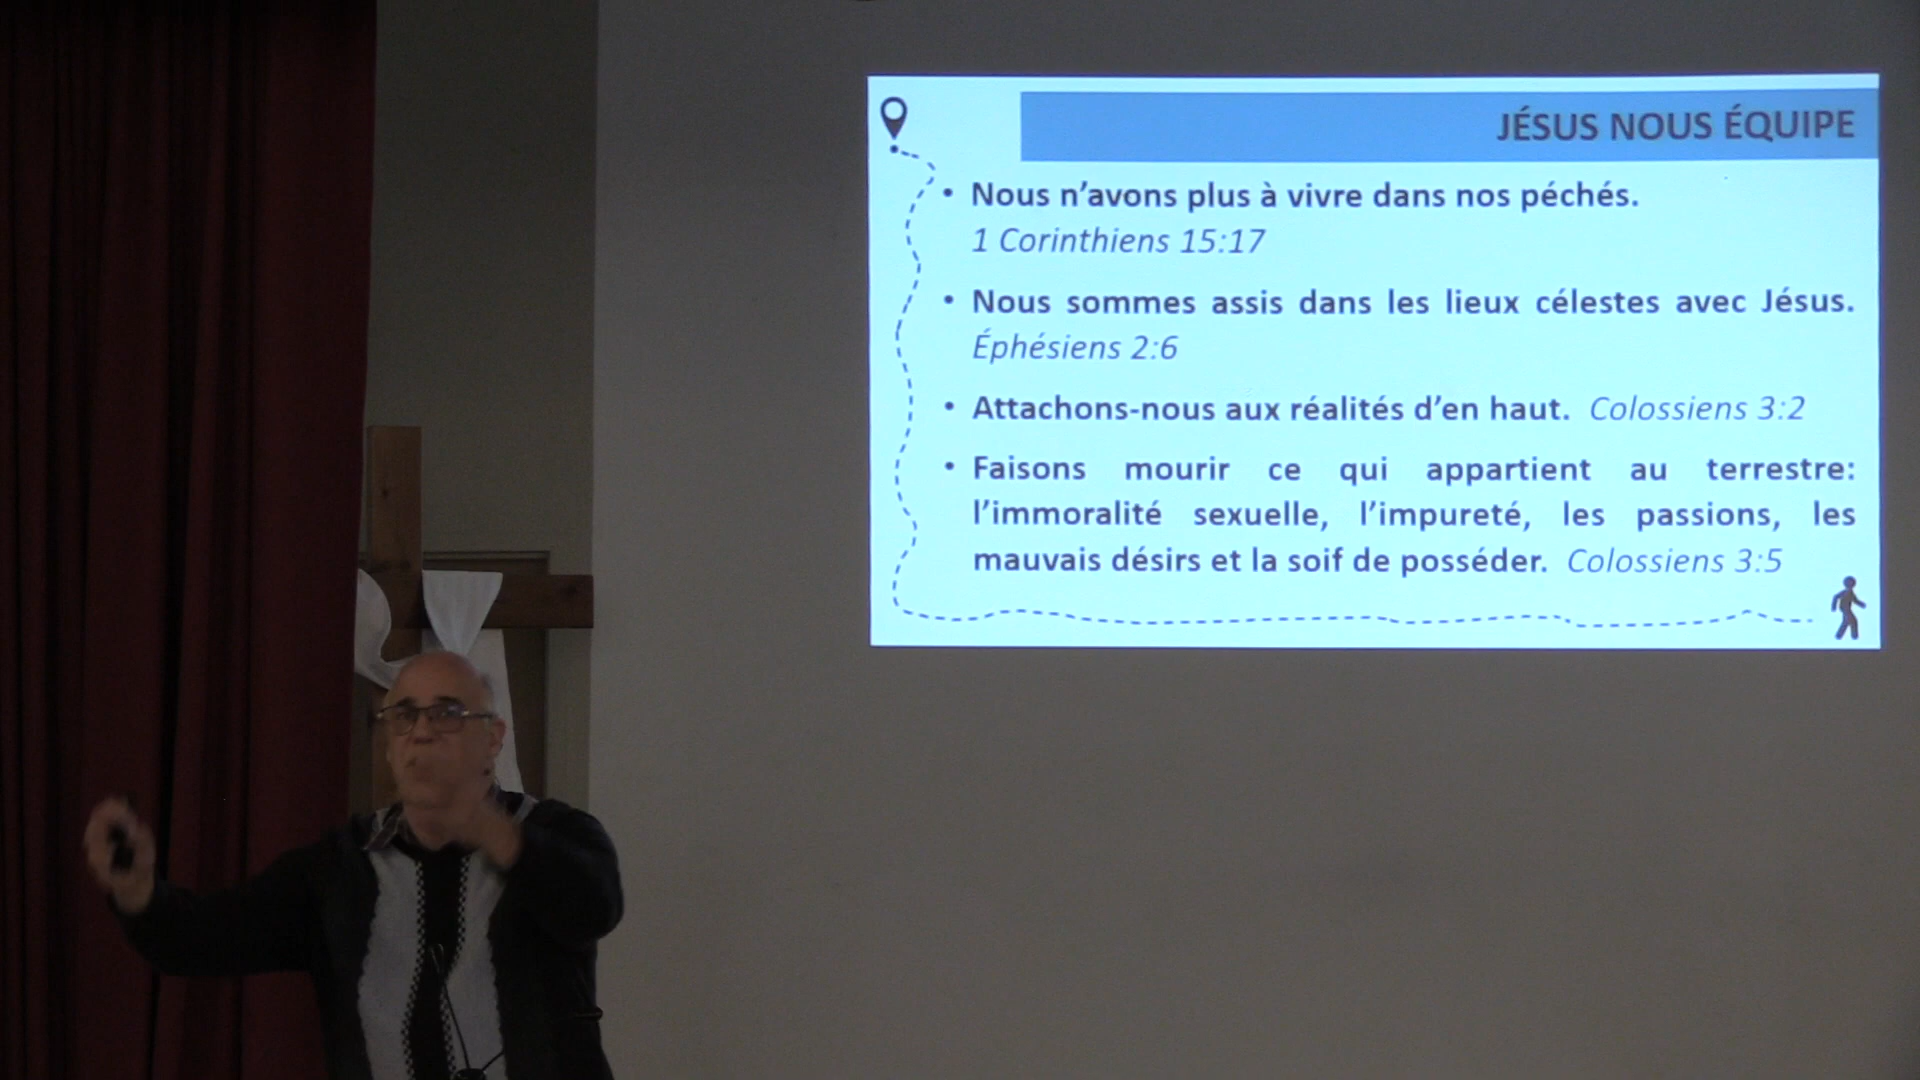 JÉSUS NOUS ÉQUIPE
• Nous n’avons plus à vivre dans nos péchés.
1 Corinthiens 15:17
• Nous sommes assis dans les lieux célestes avec Jésus.
Éphésiens 2:6
• Attachons-nous aux réalités d’en haut. Colossiens 3:2
• Faisons mourir ce qui appartient au terrestre:
l’immoralité sexuelle, l’impureté, les passions, les
mauvais désirs et la soif de posséder. Colossiens 3:5